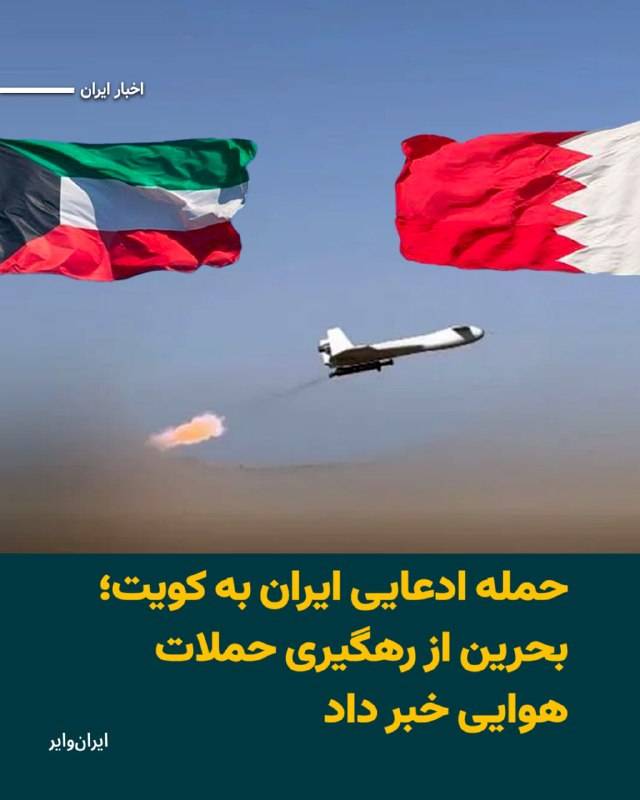 اخبار ایران
حمله ادعایی ایران به کویت؛
بحرین از رهگیری حملات
هوایی خبر داد
ایران‌وایر